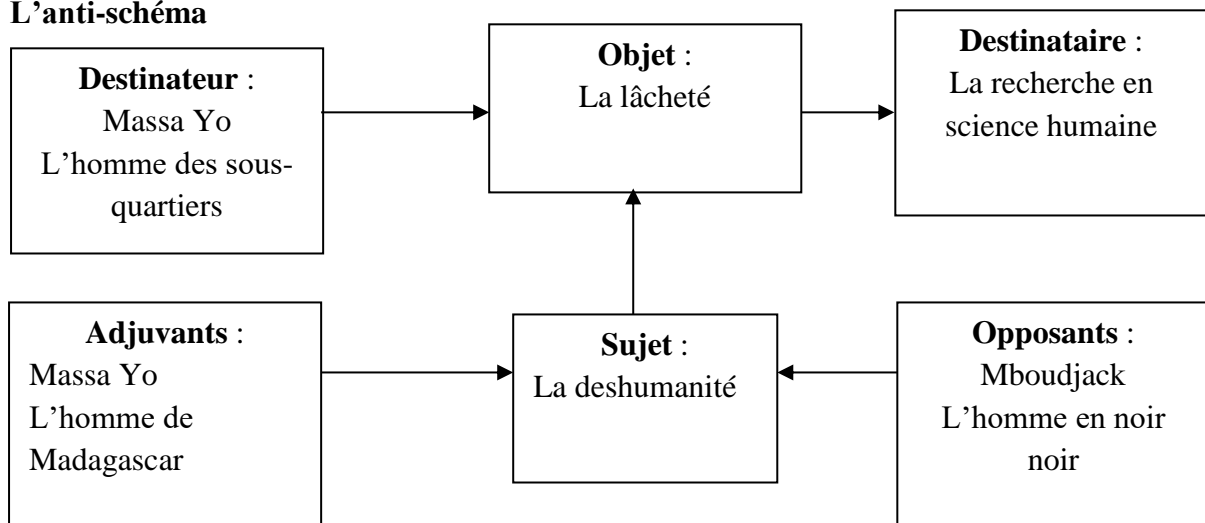 L’anti-schéma
Destinateur :
Massa Yo
L’homme des sous-
quartiers
Objet :
La lâcheté
Destinataire :
La recherche en
science humaine
Adjuvants :
Massa Yo
L’homme de
Madagascar
Sujet :
La deshumanité
Opposants :
Mboudjack
L’homme en noir
noir